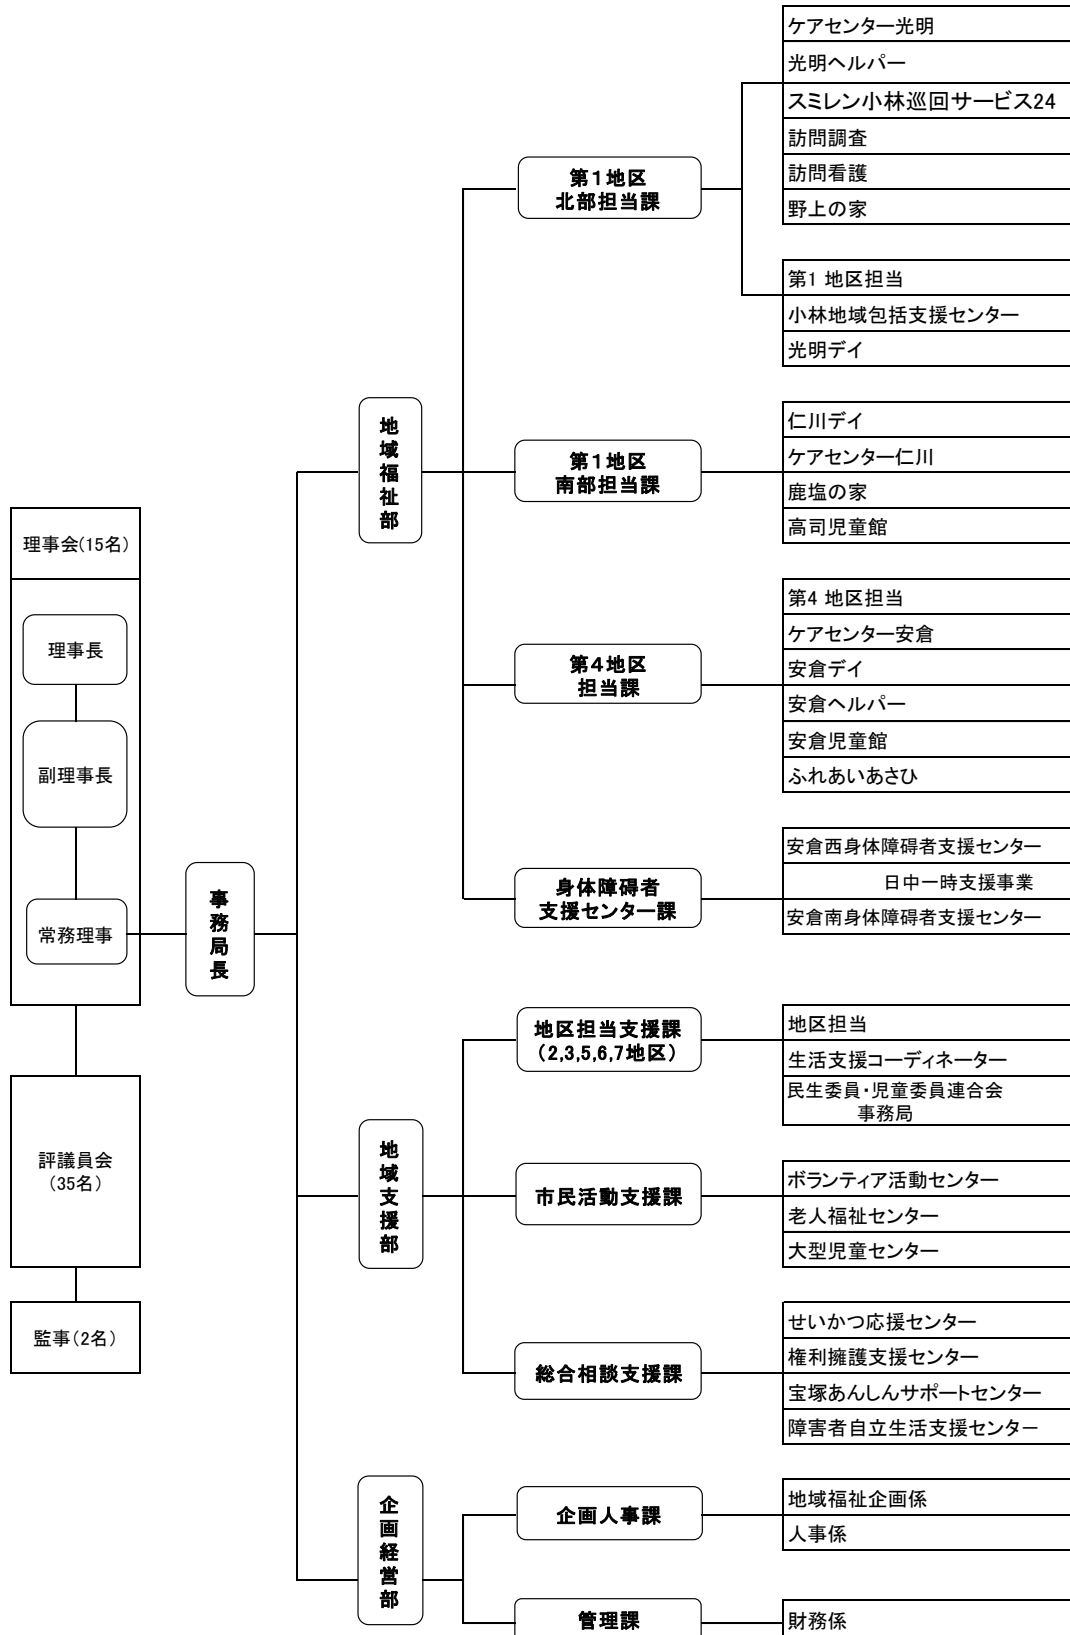 理事会(15名)
理事長
副理事長
常務理事
評議員会
(35名)
監事(2名)
事務局長
地域福祉部
第1地区
北部担当課
ケアセンター光明
光明ヘルパー
スミレン小林巡回サービス24
訪問調査
訪問看護
野上の家
第1 地区担当
小林地域包括支援センター
光明デイ
第1地区
南部担当課
仁川デイ
ケアセンター仁川
鹿塩の家
高司児童館
第4地区
担当課
第4 地区担当
ケアセンター安倉
安倉デイ
安倉ヘルパー
安倉児童館
ふれあいあさひ
身体障碍者
支援センター課
安倉西身体障碍者支援センター
日中一時支援事業
安倉南身体障碍者支援センター
地域支援部
地区担当支援課
(2,3,5,6,7地区)
地区担当
生活支援コーディネーター
民生委員・児童委員連合会
事務局
市民活動支援課
ボランティア活動センター
老人福祉センター
大型児童センター
総合相談支援課
せいかつ応援センター
権利擁護支援センター
宝塚あんしんサポートセンター
障害者自立生活支援センター
企画経営部
企画人事課
地域福祉企画係
人事係
管理課
財務係